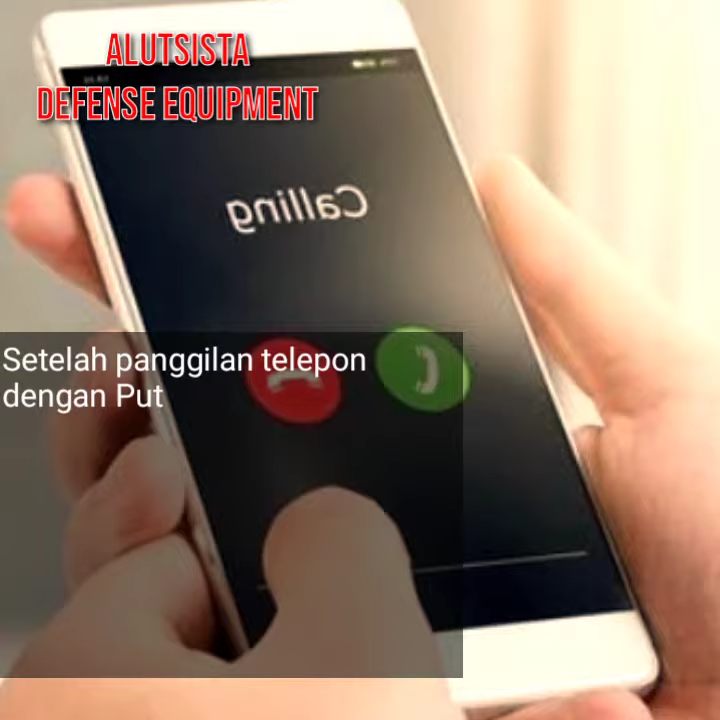 ALUTSISTA
DEFENSE EQUIPMENT
Calling
Setelah panggilan telepon
dengan Put